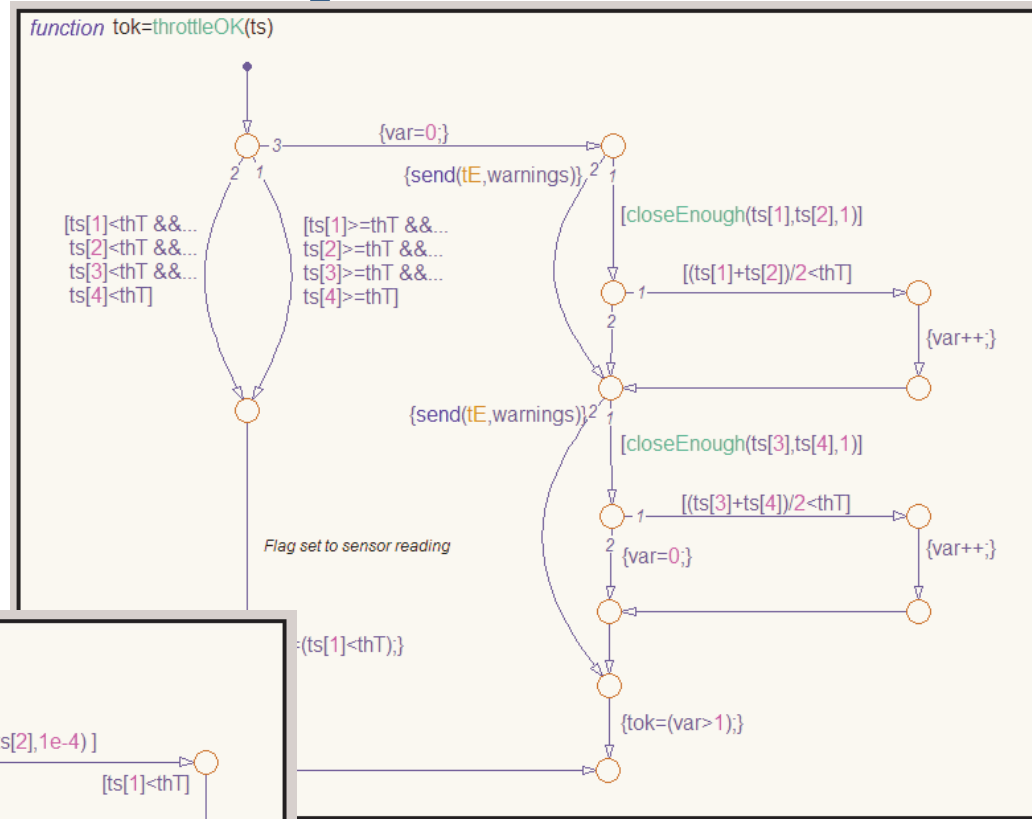 function tok=throttleOK(ts)
3
{var=0;}
2
1
{send(tE,warnings)}
2
1
[ts[1]<thT &&...
ts[2]<thT &&...
ts[3]<thT &&...
ts[4]<thT]
[ts[1]>=thT &&...
ts[2]>=thT &&...
ts[3]>=thT &&...
ts[4]>=thT]
[closeEnough(ts[1],ts[2],1)]
1
[(ts[1]+ts[2])/2<thT]
2
{var++;}
{send(tE,warnings)}
2
1
[closeEnough(ts[3],ts[4],1)]
1
[(ts[3]+ts[4])/2<thT]
Flag set to sensor reading
2
{var=0;}
{var++;}
=(ts[1]<thT);}
{tok=(var>1);}
s[2],1e-4) ]
[ts[1]<thT]